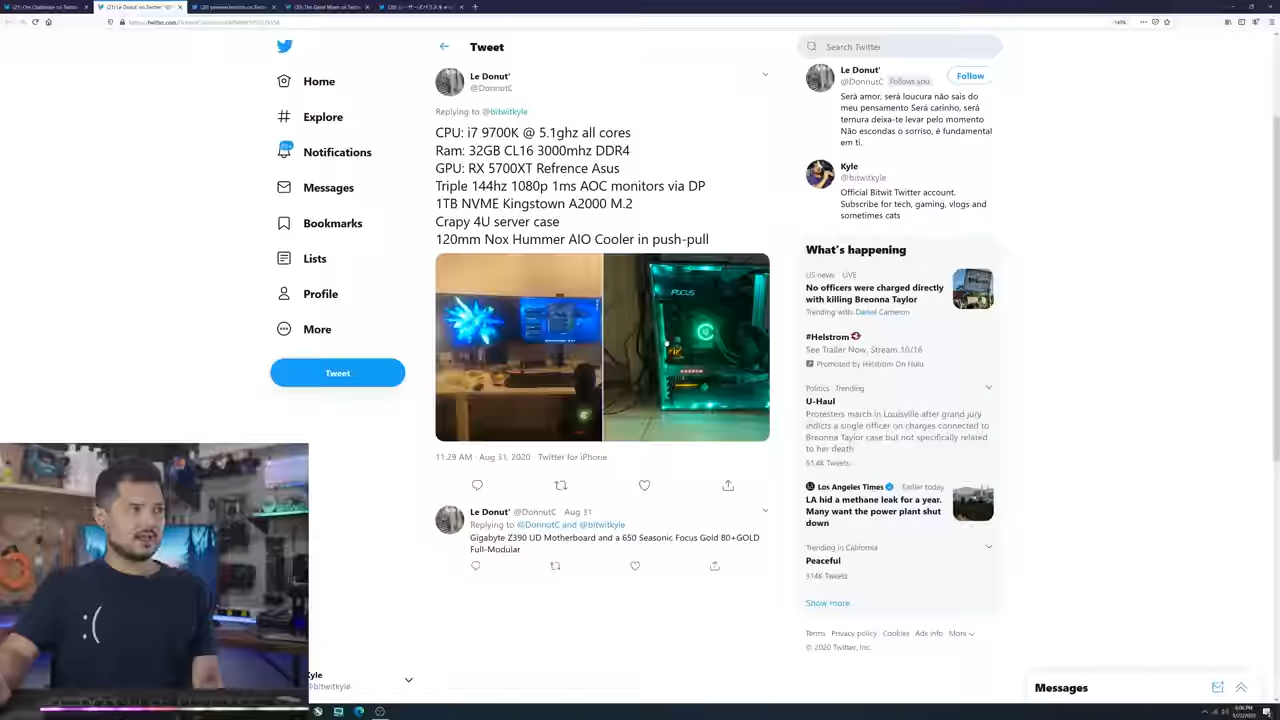 Home
Explore
20+
Notifications
Messages
Bookmarks
Lists
Profile
More
Tweet
Kyle
@bitwitkyle
Tweet
Le Donut'
@DonnutC
Replying to @bitwitkyle
CPU: i7 9700K @ 5.1ghz all cores
Ram: 32GB CL16 3000mhz DDR4
GPU: RX 5700XT Refrence Asus
Triple 144hz 1080p 1ms AOC monitors via DP
1TB NVME Kingstown A2000 M.2
Crapy 4U server case
120mm Nox Hummer AIO Cooler in push-pull
FOCUS
RADEON
11:29 AM · Aug 31, 2020 · Twitter for iPhone
Le Donut' @DonnutC · Aug 31
Replying to @DonnutC and @bitwitkyle
Gigabyte Z390 UD Motherboard and a 650 Seasonic Focus Gold 80+GOLD
Full-Modular
Search Twitter
Le Donut'
@DonnutC Follows you
Follow
Será amor, será loucura não sais do
meu pensamento Será carinho, será
ternura deixa-te levar pelo momento
Não escondas o sorriso, é fundamental
em ti.
Kyle
@bitwitkyle
Official Bitwit Twitter account.
Subscribe for tech, gaming, vlogs and
sometimes cats
What's happening
US news · LIVE
No officers were charged directly
with killing Breonna Taylor
Trending with: Daniel Cameron
#Helstrom
See Trailer Now, Stream 10/16
Promoted by Helstrom On Hulu
Politics · Trending
U-Haul
Protesters march in Louisville after grand jury
indicts a single officer on charges connected to
Breonna Taylor case but not specifically related
to her death
51.4K Tweets
Los Angeles Times · Earlier today
LA hid a methane leak for a year.
Many want the power plant shut
down
Trending in California
Peaceful
314K Tweets
Show more
Terms Privacy policy Cookies Ads info More
© 2020 Twitter, Inc.
Messages
:(